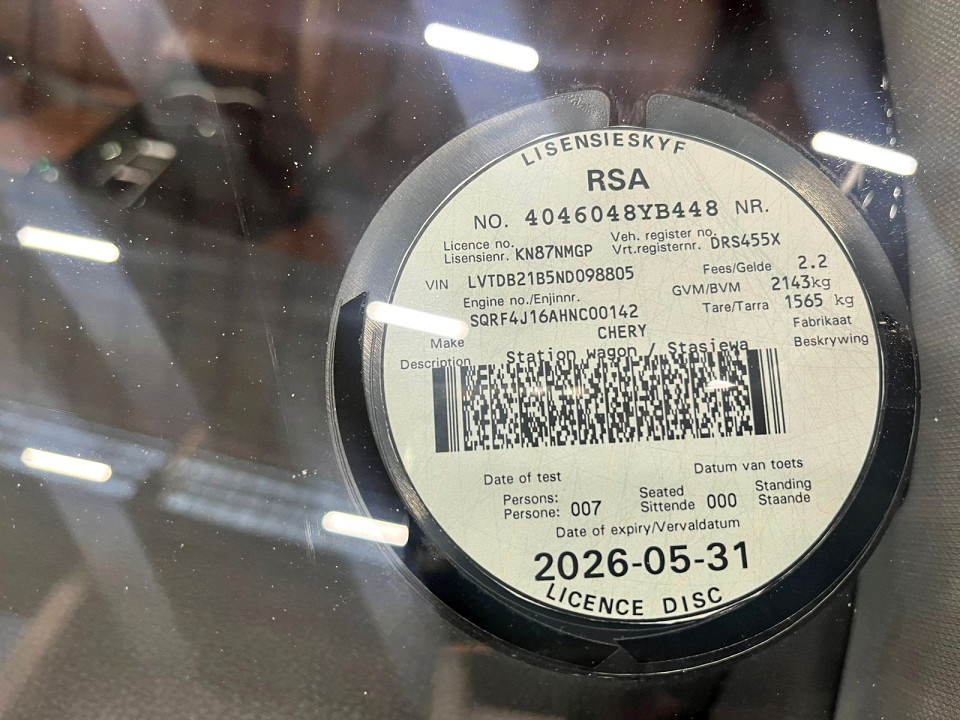 LISENSIESKYF
RSA
NO. 4046048YB448 NR.
Licence no. Lisensienr. KN87NMGP Veh. register no. Vrt.registernr. DRS455X
VIN LVTDB21B5ND098805 Fees/Gelde 2.2
Engine no./Enjinnr. GVM/BVM 2143kg
SQRF4J16AHNC00142 Tare/Tarra 1565 kg
Make CHERY Fabrikaat
Description Station wagon / Stasiewa Beskrywing
Date of test Datum van toets
Persons: Persone: 007 Seated Sittende 000 Standing Staande
Date of expiry/Vervaldatum
2026-05-31
LICENCE DISC